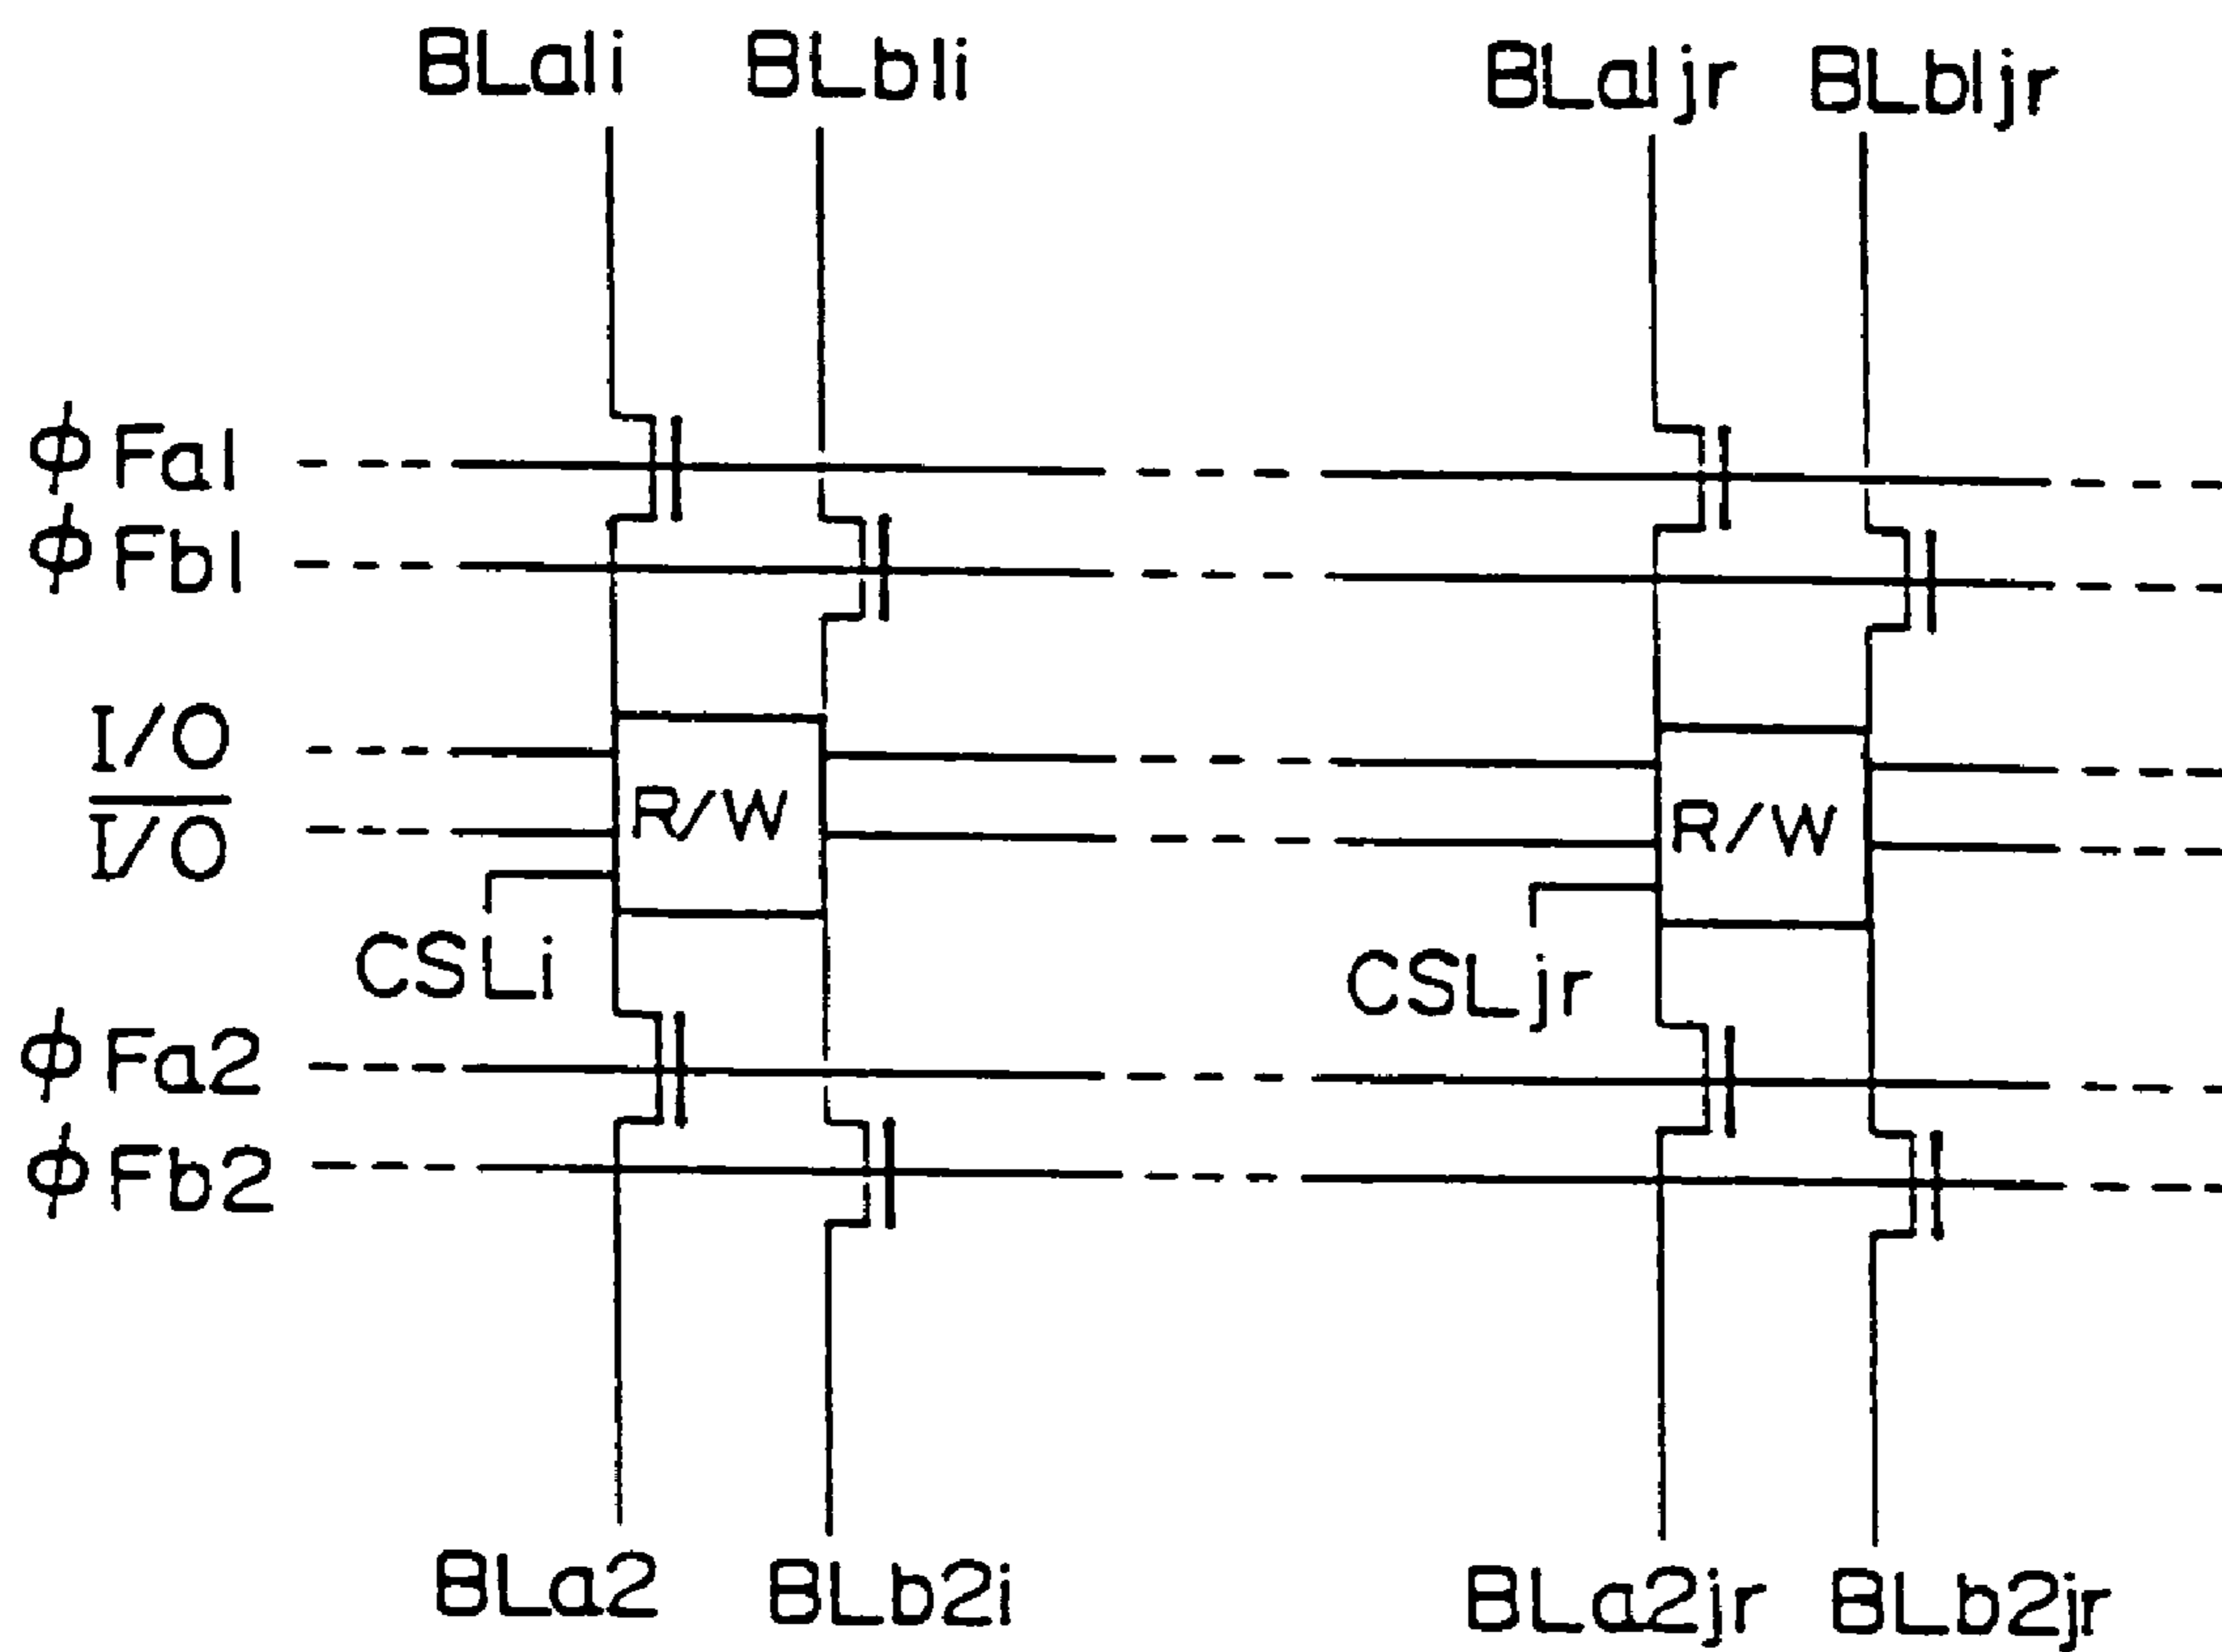 BLa1i BLb1i BLa1jr BLb1jr
ϕFa1
ϕFb1
I/O
I/O
R/W R/W
CSLi CSLjr
ϕFa2
ϕFb2
BLa2 BLb2i BLa2jr BLb2jr